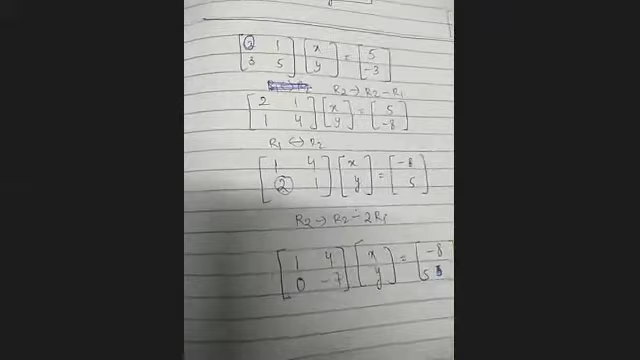 [2 1; 3 5] [x; y] = [5; -3]
R2 → R2 - R1
[2 1; 1 4] [x; y] = [5; -8]
R1 ↔ R2
[1 4; 2 1] [x; y] = [-8; 5]
R2 → R2 - 2R1
[1 4; 0 -7] [x; y] = [-8; 5]